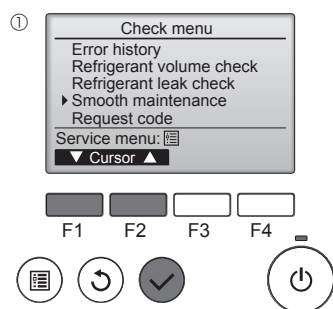 ①
Check menu
Error history
Refrigerant volume check
Refrigerant leak check
Smooth maintenance
Request code
Service menu:
▼ Cursor ▲
F1 F2 F3 F4